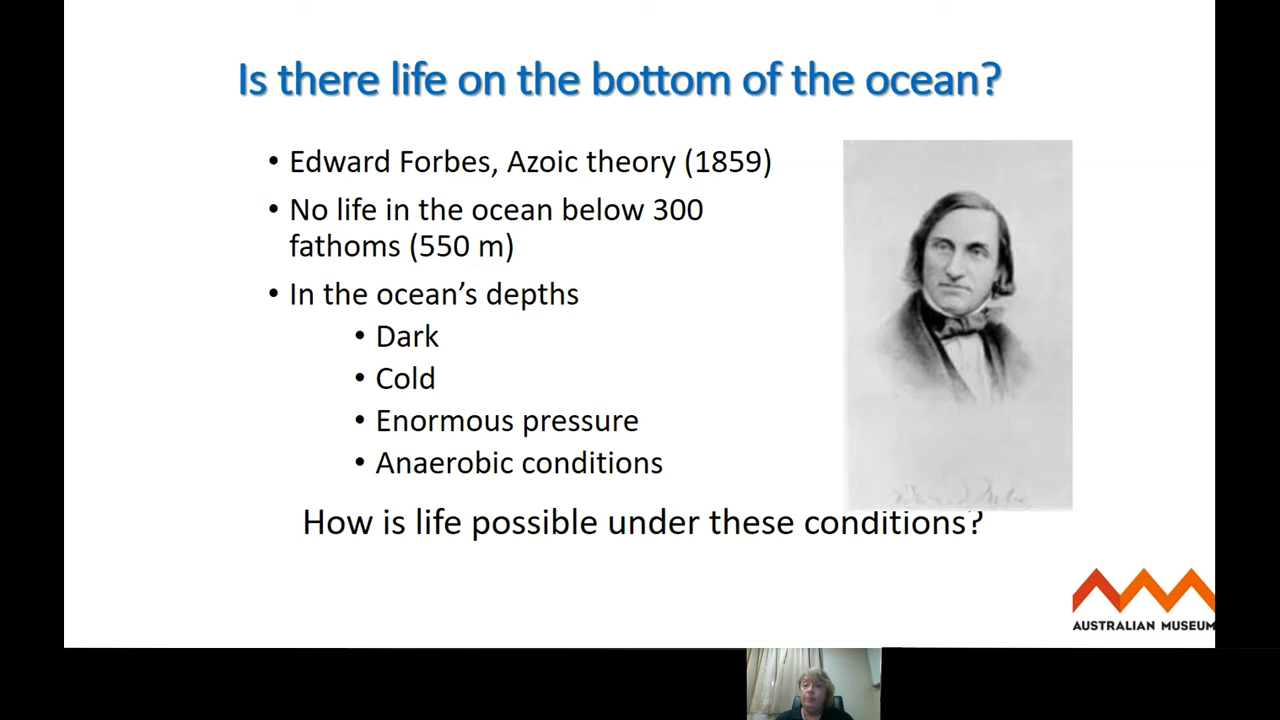 Is there life on the bottom of the ocean?
• Edward Forbes, Azoic theory (1859)
• No life in the ocean below 300
fathoms (550 m)
• In the ocean's depths
• Dark
• Cold
• Enormous pressure
• Anaerobic conditions
How is life possible under these conditions?
AUSTRALIAN MUSEUM